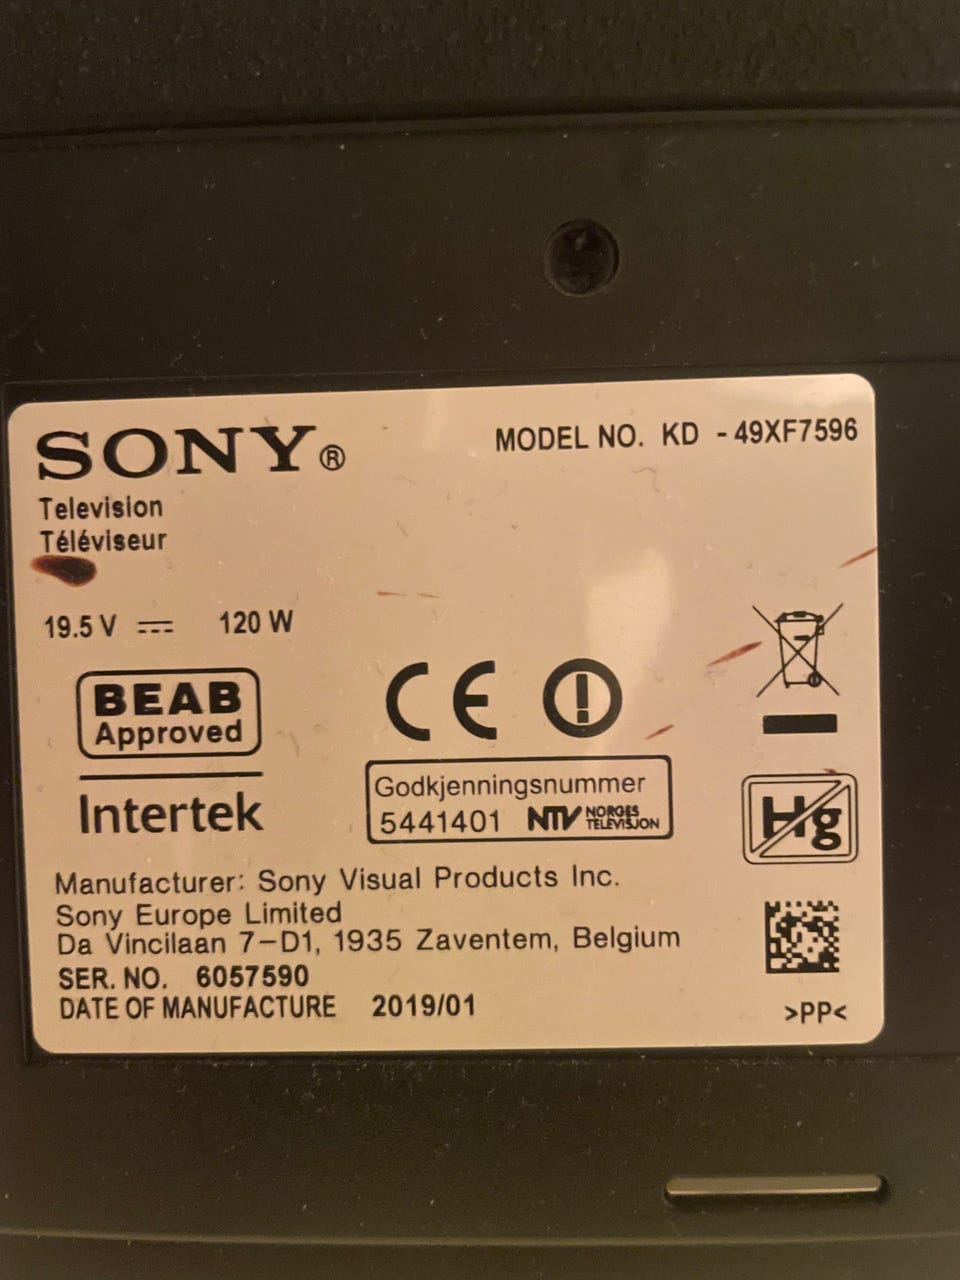 SONY®
MODEL NO. KD - 49XF7596
Television
Téléviseur
19.5 V 120 W
BEAB
Approved
Intertek
CE
Godkjenningsnummer
5441401 NTV NORGES TELEVISJON
Hg
Manufacturer: Sony Visual Products Inc.
Sony Europe Limited
Da Vincilaan 7-D1, 1935 Zaventem, Belgium
SER. NO. 6057590
DATE OF MANUFACTURE 2019/01
>PP<